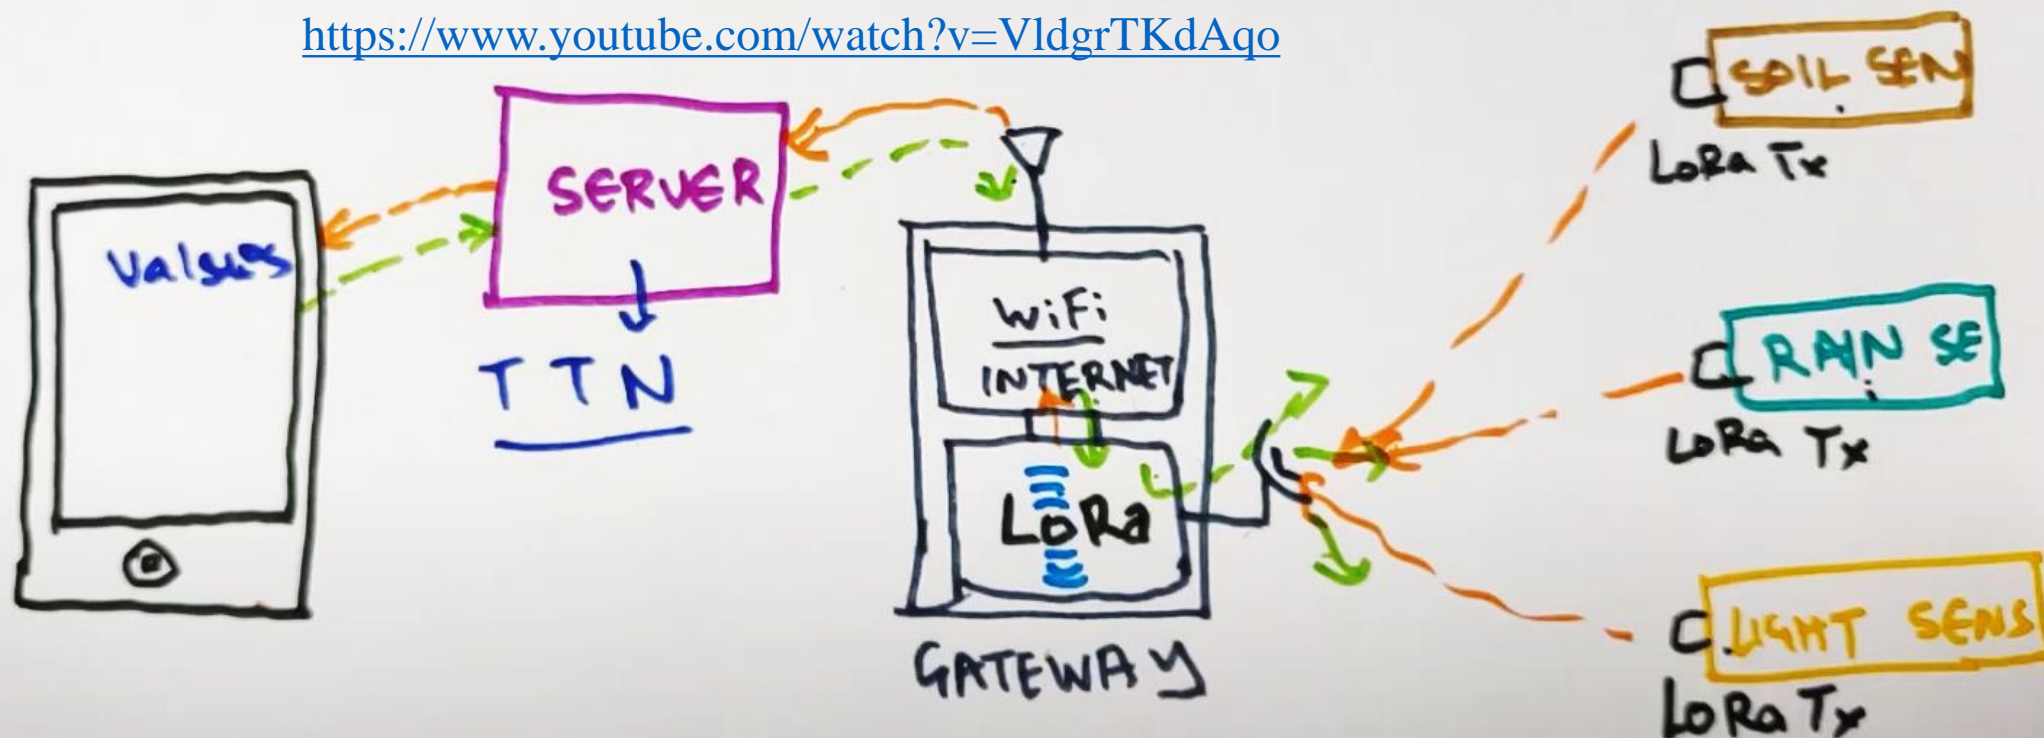 https://www.youtube.com/watch?v=VldgrTKdAqo
SOIL SEN
LoRa Tx
SERVER
Values
TTN
WiFi
INTERNET
LoRa
GATEWAY
RAIN SE
LoRa Tx
LIGHT SENS
LoRa Tx